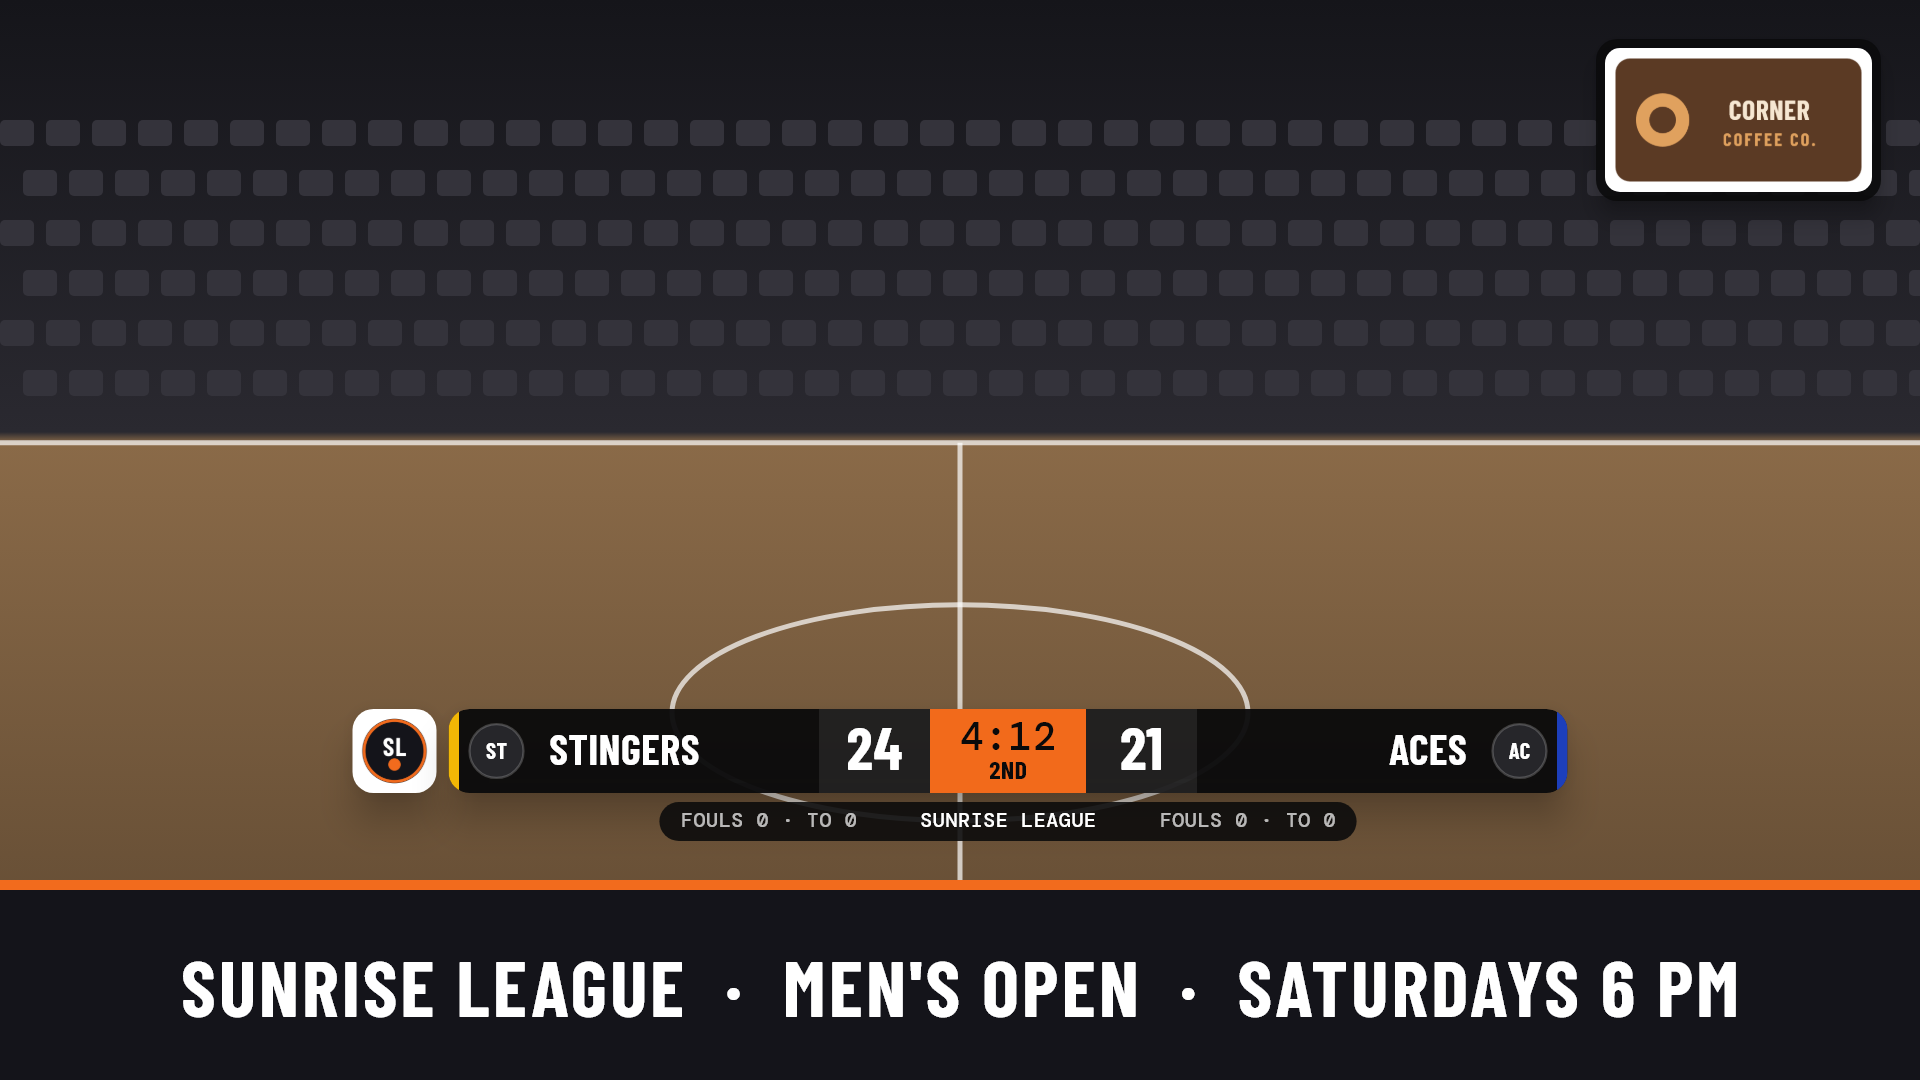 CORNER
COFFEE CO.
SL
ST STINGERS 24 4:12 21 ACES AC
2ND
FOULS 0 · TO 0 SUNRISE LEAGUE FOULS 0 · TO 0
SUNRISE LEAGUE · MEN'S OPEN · SATURDAYS 6 PM